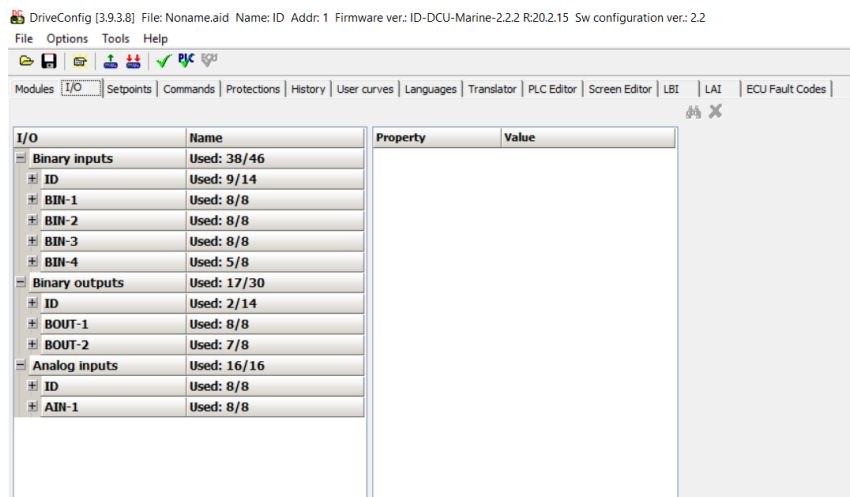 DriveConfig [3.9.3.8] File: Noname.aid Name: ID Addr: 1 Firmware ver.: ID-DCU-Marine-2.2.2 R:20.2.15 Sw configuration ver.: 2.2
File Options Tools Help
Modules I/O Setpoints Commands Protections History User curves Languages Translator PLC Editor Screen Editor LBI LAI ECU Fault Codes
I/O Name Property Value
Binary inputs Used: 38/46
ID Used: 9/14
BIN-1 Used: 8/8
BIN-2 Used: 8/8
BIN-3 Used: 8/8
BIN-4 Used: 5/8
Binary outputs Used: 17/30
ID Used: 2/14
BOUT-1 Used: 8/8
BOUT-2 Used: 7/8
Analog inputs Used: 16/16
ID Used: 8/8
AIN-1 Used: 8/8